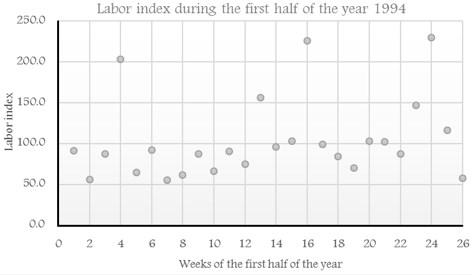 Labor index during the first half of the year 1994
250.0
200.0
150.0
100.0
50.0
0.0
Labor index
0 2 4 6 8 10 12 14 16 18 20 22 24 26
Weeks of the first half of the year